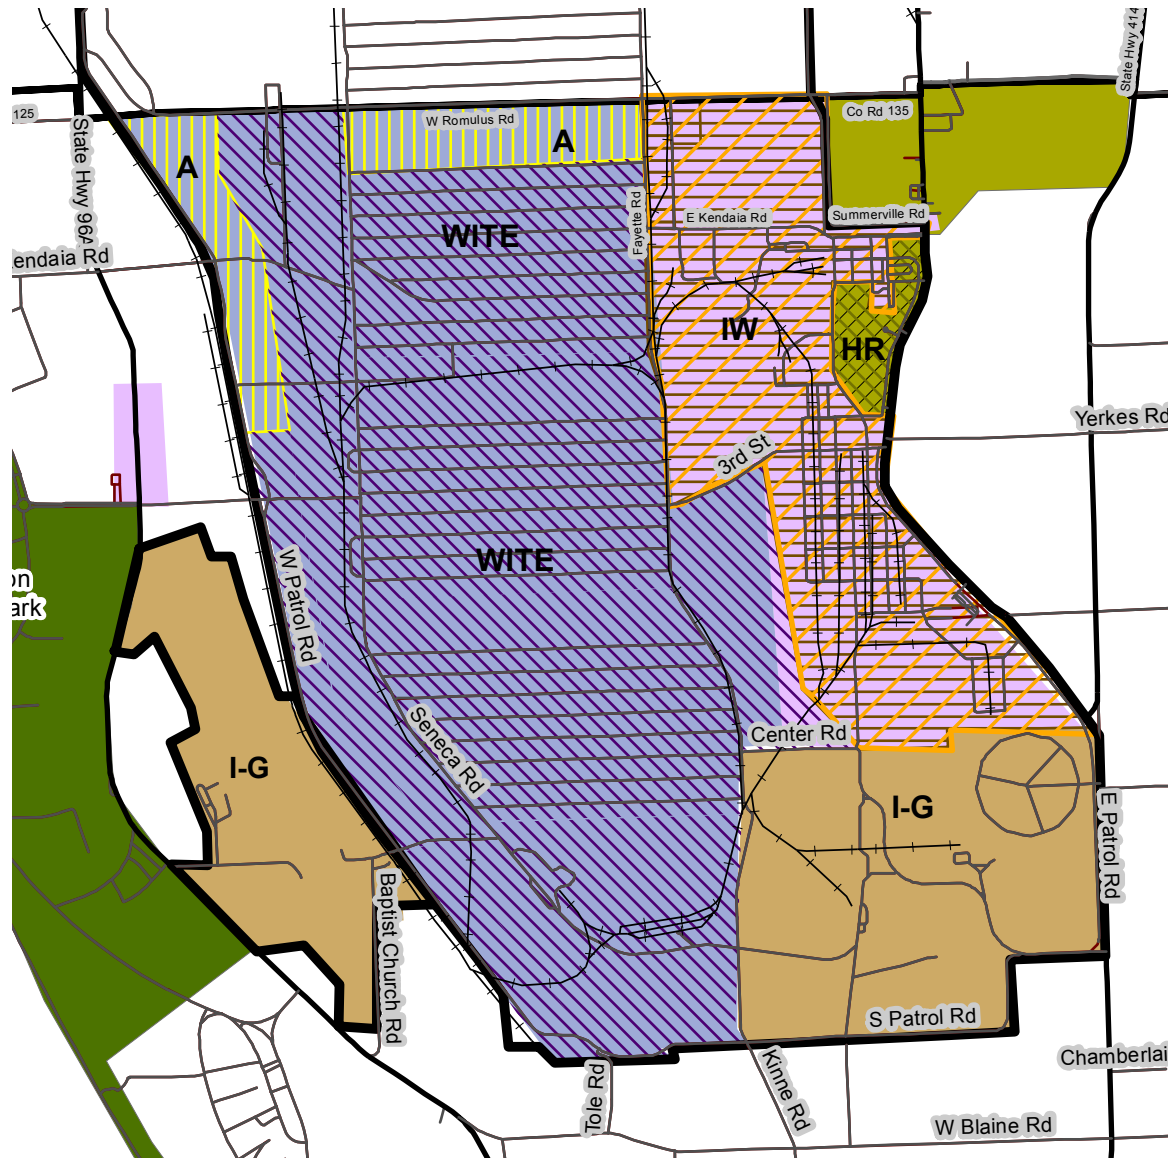 State Hwy 414
125
W Romulus Rd
Co Rd 135
State Hwy 96A
A
A
Fayette Rd
E Kendaia Rd
Summerville Rd
WITE
endaia Rd
IW
HR
Yerkes Rd
3rd St
WITE
on
ark
W Patrol Rd
Seneca Rd
Center Rd
I-G
I-G
E Patrol Rd
Baptist Church Rd
S Patrol Rd
Chamberlai
Tole Rd
Kinne Rd
W Blaine Rd